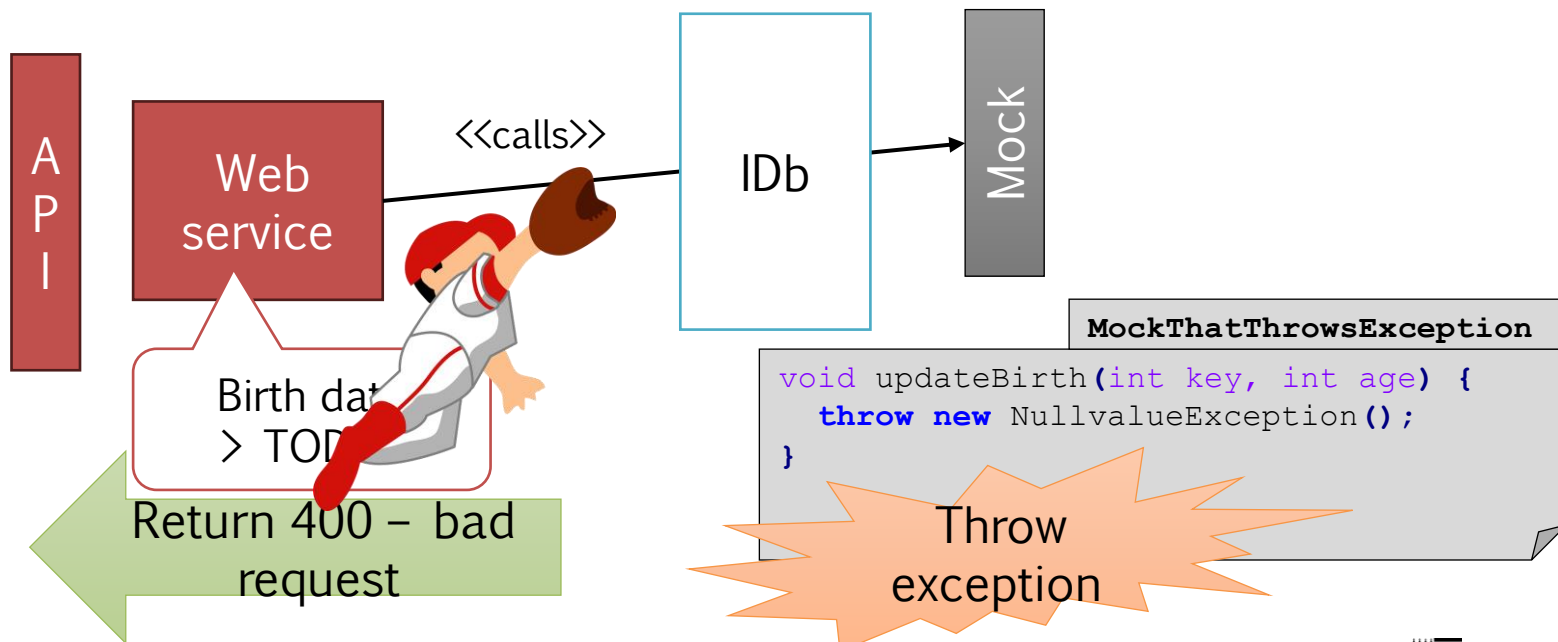 A
P
I
Web
service
<<calls>>
IDb
Mock
Birth dat
> TOD
Return 400 – bad
request
MockThatThrowsException
void updateBirth(int key, int age) {
throw new NullvalueException();
}
Throw
exception